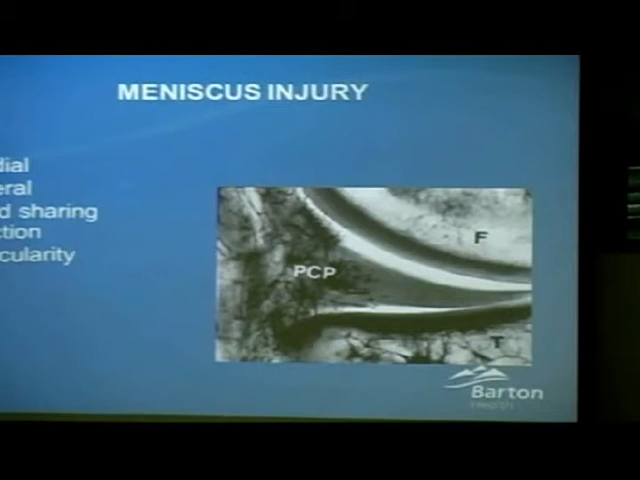 MENISCUS INJURY
dial
eral
d sharing
ction
cularity
F
PCP
T
Barton